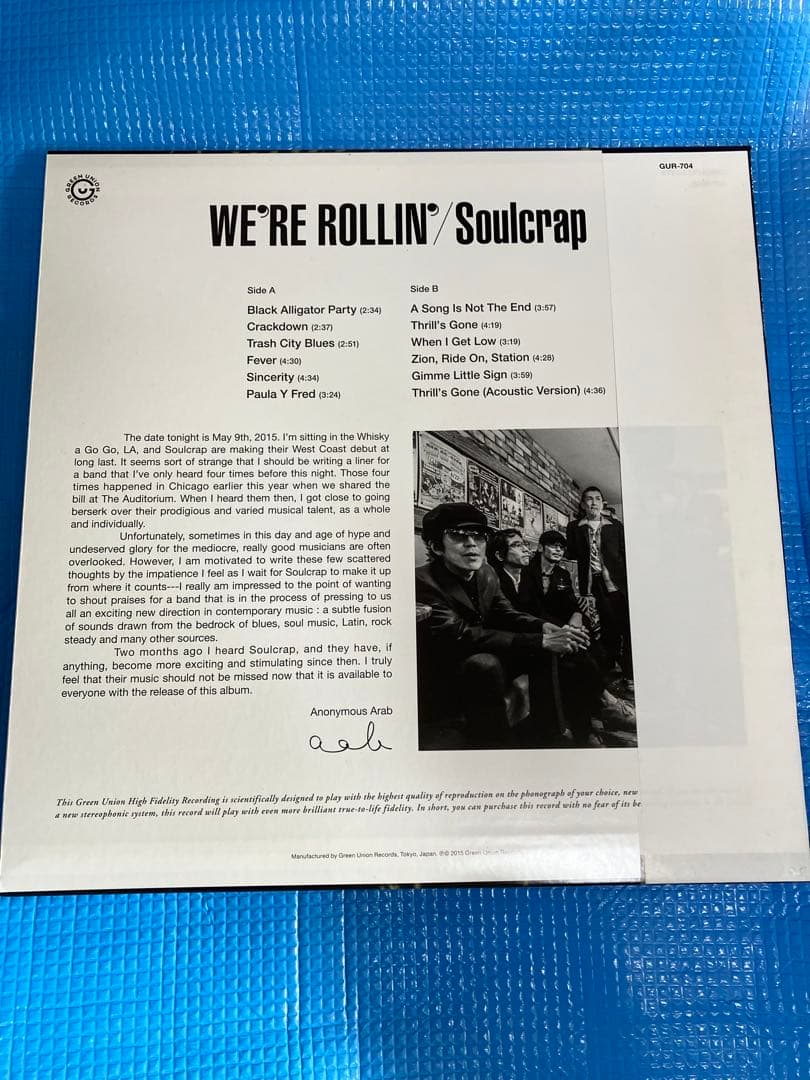 GREEN UNION RECORDS
GUR-704
WE'RE ROLLIN'/Soulcrap
Side A
Black Alligator Party (2:34)
Crackdown (2:37)
Trash City Blues (2:51)
Fever (4:30)
Sincerity (4:34)
Paula Y Fred (3:24)
Side B
A Song Is Not The End (3:57)
Thrill's Gone (4:19)
When I Get Low (3:19)
Zion, Ride On, Station (4:28)
Gimme Little Sign (3:59)
Thrill's Gone (Acoustic Version) (4:36)
The date tonight is May 9th, 2015. I'm sitting in the Whisky
a Go Go, LA, and Soulcrap are making their West Coast debut at
long last. It seems sort of strange that I should be writing a liner for
a band that I've only heard four times before this night. Those four
times happened in Chicago earlier this year when we shared the
bill at The Auditorium. When I heard them then, I got close to going
berserk over their prodigious and varied musical talent, as a whole
and individually.
Unfortunately, sometimes in this day and age of hype and
undeserved glory for the mediocre, really good musicians are often
overlooked. However, I am motivated to write these few scattered
thoughts by the impatience I feel as I wait for Soulcrap to make it up
from where it counts---I really am impressed to the point of wanting
to shout praises for a band that is in the process of pressing to us
all an exciting new direction in contemporary music : a subtle fusion
of sounds drawn from the bedrock of blues, soul music, Latin, rock
steady and many other sources.
Two months ago I heard Soulcrap, and they have, if
anything, become more exciting and stimulating since then. I truly
feel that their music should not be missed now that it is available to
everyone with the release of this album.
Anonymous Arab
This Green Union High Fidelity Recording is scientifically designed to play with the highest quality of reproduction on the phonograph of your choice, new
a new stereophonic system, this record will play with even more brilliant true-to-life fidelity. In short, you can purchase this record with no fear of its be
Manufactured by Green Union Records, Tokyo, Japan. ℗© 2015 Green Union